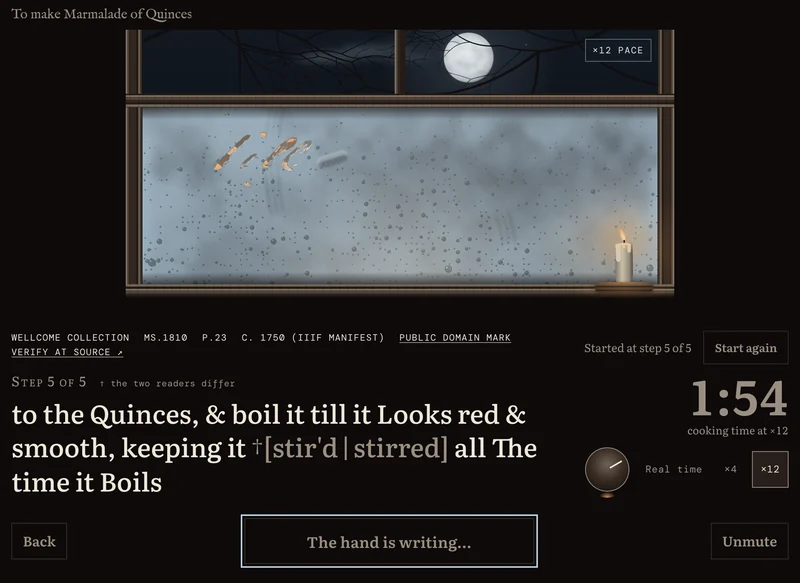 To make Marmalade of Quinces
×12 PACE
WELLCOME COLLECTION MS.1810 P.23 C. 1750 (IIIF MANIFEST) PUBLIC DOMAIN MARK
VERIFY AT SOURCE ↗
Started at step 5 of 5
Start again
STEP 5 OF 5 † the two readers differ
to the Quinces, & boil it till it Looks red &
smooth, keeping it †[stir'd | stirred] all The
time it Boils
1:54
cooking time at ×12
Real time ×4 ×12
Back
The hand is writing…
Unmute